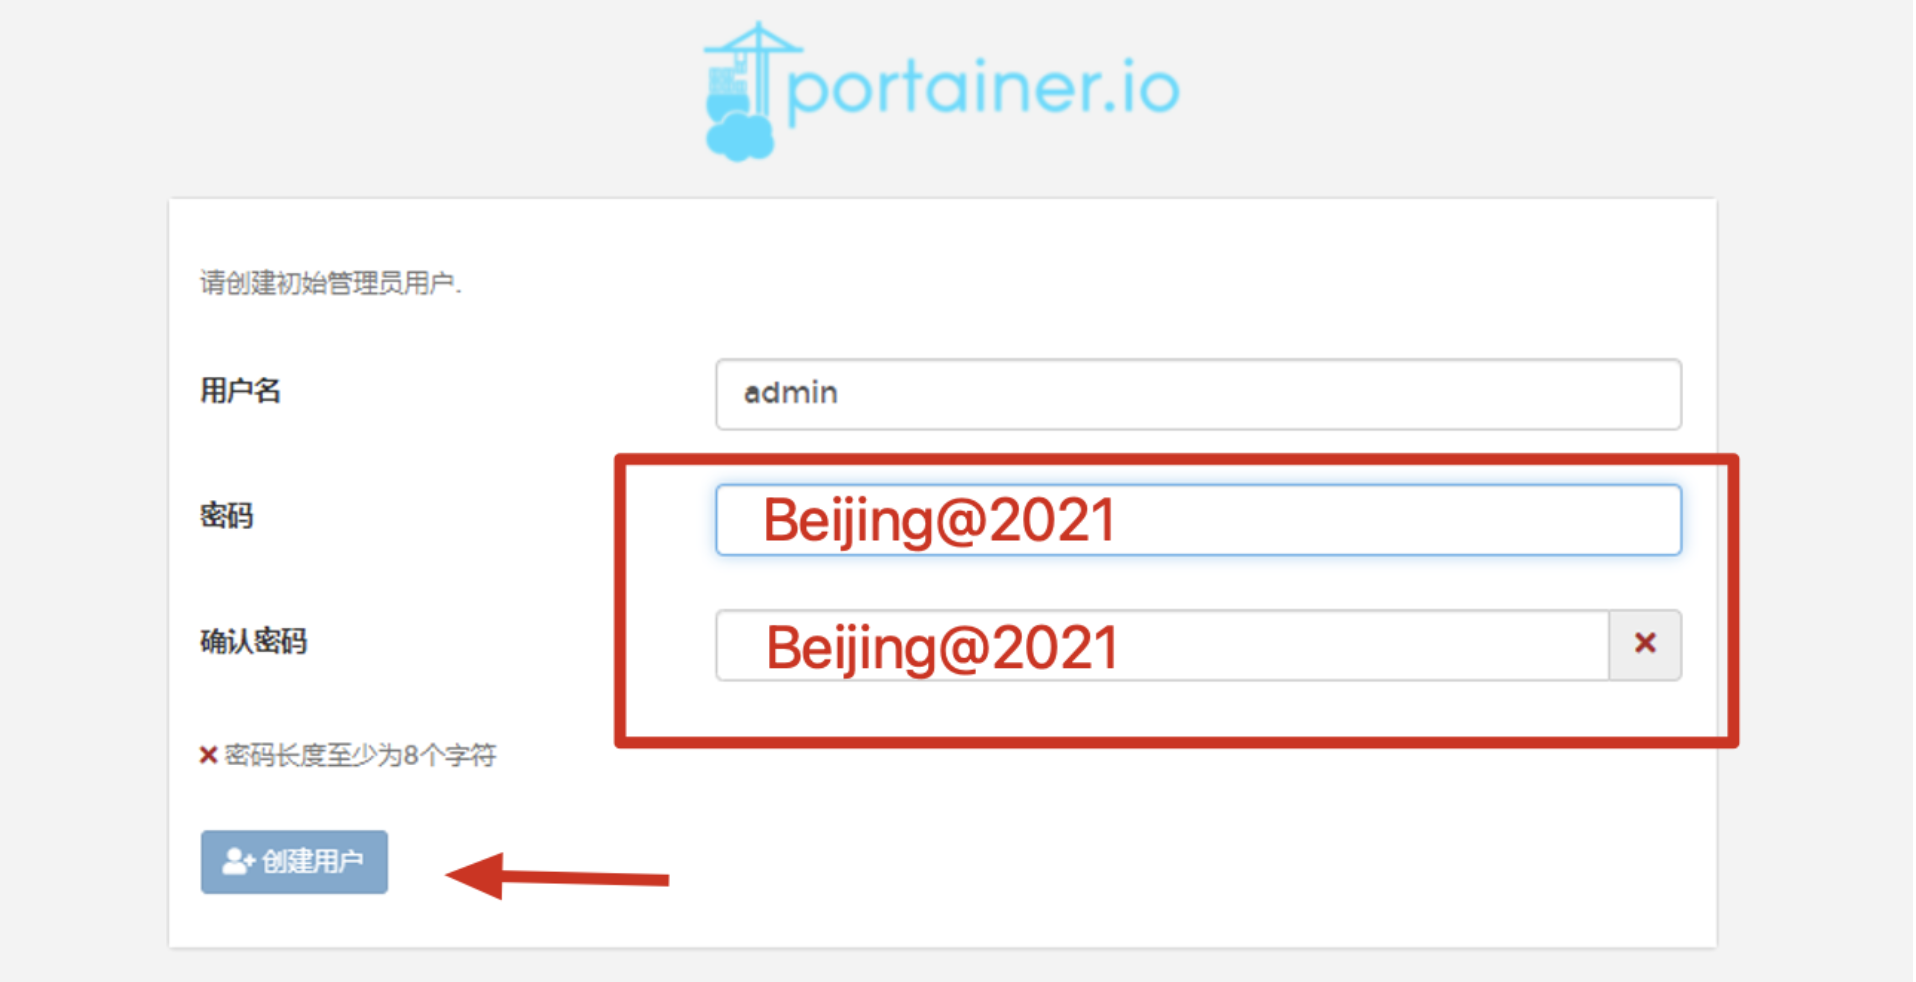 portainer.io
请创建初始管理员用户.
用户名 admin
密码 Beijing@2021
确认密码 Beijing@2021
密码长度至少为8个字符
创建用户